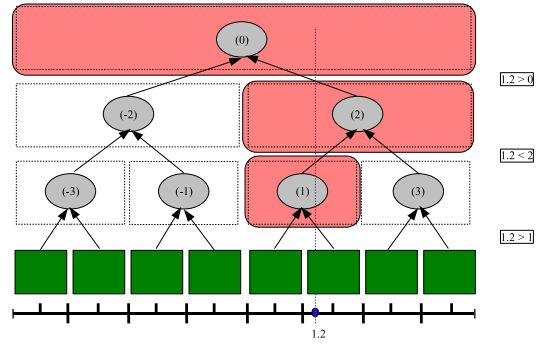 (0)
1.2 > 0
(-2)
(2)
1.2 < 2
(-3)
(-1)
(1)
(3)
1.2 > 1
1.2